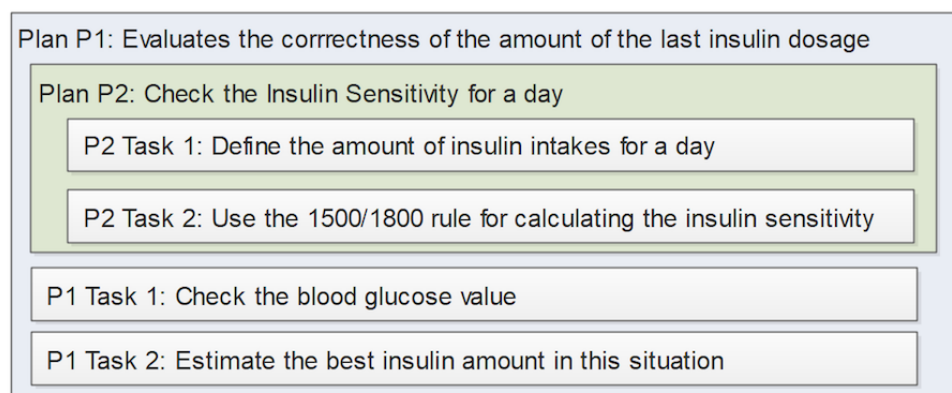 Plan P1: Evaluates the corrrectness of the amount of the last insulin dosage
Plan P2: Check the Insulin Sensitivity for a day
P2 Task 1: Define the amount of insulin intakes for a day
P2 Task 2: Use the 1500/1800 rule for calculating the insulin sensitivity
P1 Task 1: Check the blood glucose value
P1 Task 2: Estimate the best insulin amount in this situation